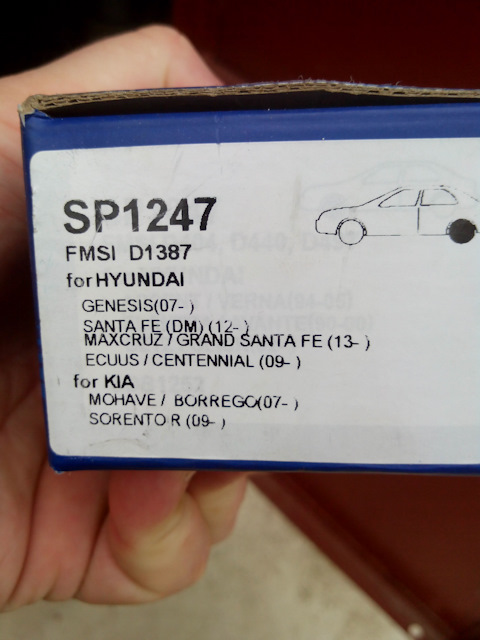 SP1247
FMSI D1387
for HYUNDAI
GENESIS(07- )
SANTA FE (DM) (12- )
MAXCRUZ / GRAND SANTA FE (13- )
ECUUS / CENTENNIAL (09- )
for KIA
MOHAVE / BORREGO(07- )
SORENTO R (09- )